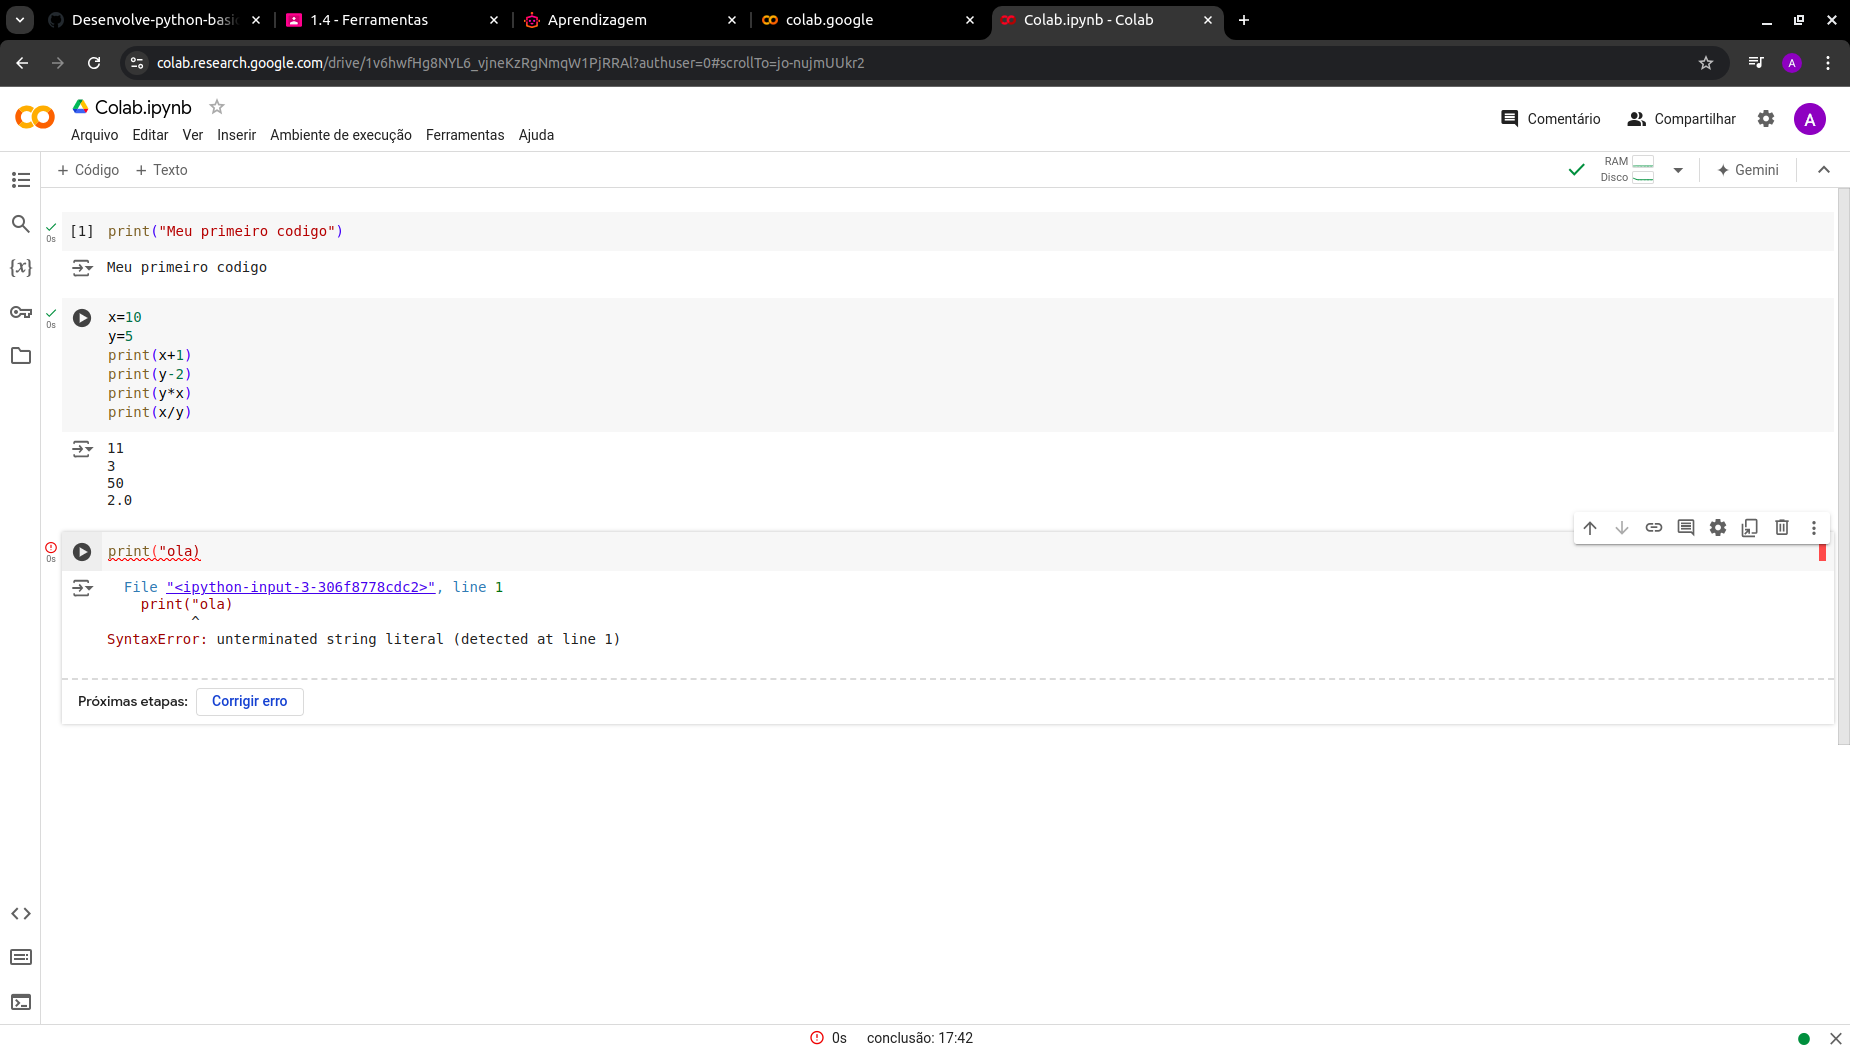 Desenvolve-python-basic
1.4 - Ferramentas
Aprendizagem
colab.google
Colab.ipynb - Colab
colab.research.google.com/drive/1v6hwfHg8NYL6_vjneKzRgNmqW1PjRRAl?authuser=0#scrollTo=jo-nujmUUkr2
A
Colab.ipynb
Arquivo Editar Ver Inserir Ambiente de execução Ferramentas Ajuda
Comentário
Compartilhar
A
+ Código + Texto
RAM
Disco
Gemini
0s
[1] print("Meu primeiro codigo")
Meu primeiro codigo
0s
x=10
y=5
print(x+1)
print(y-2)
print(y*x)
print(x/y)
11
3
50
2.0
0s
print("ola)
File "<ipython-input-3-306f8778cdc2>", line 1
print("ola)
^
SyntaxError: unterminated string literal (detected at line 1)
Próximas etapas: Corrigir erro
0s conclusão: 17:42